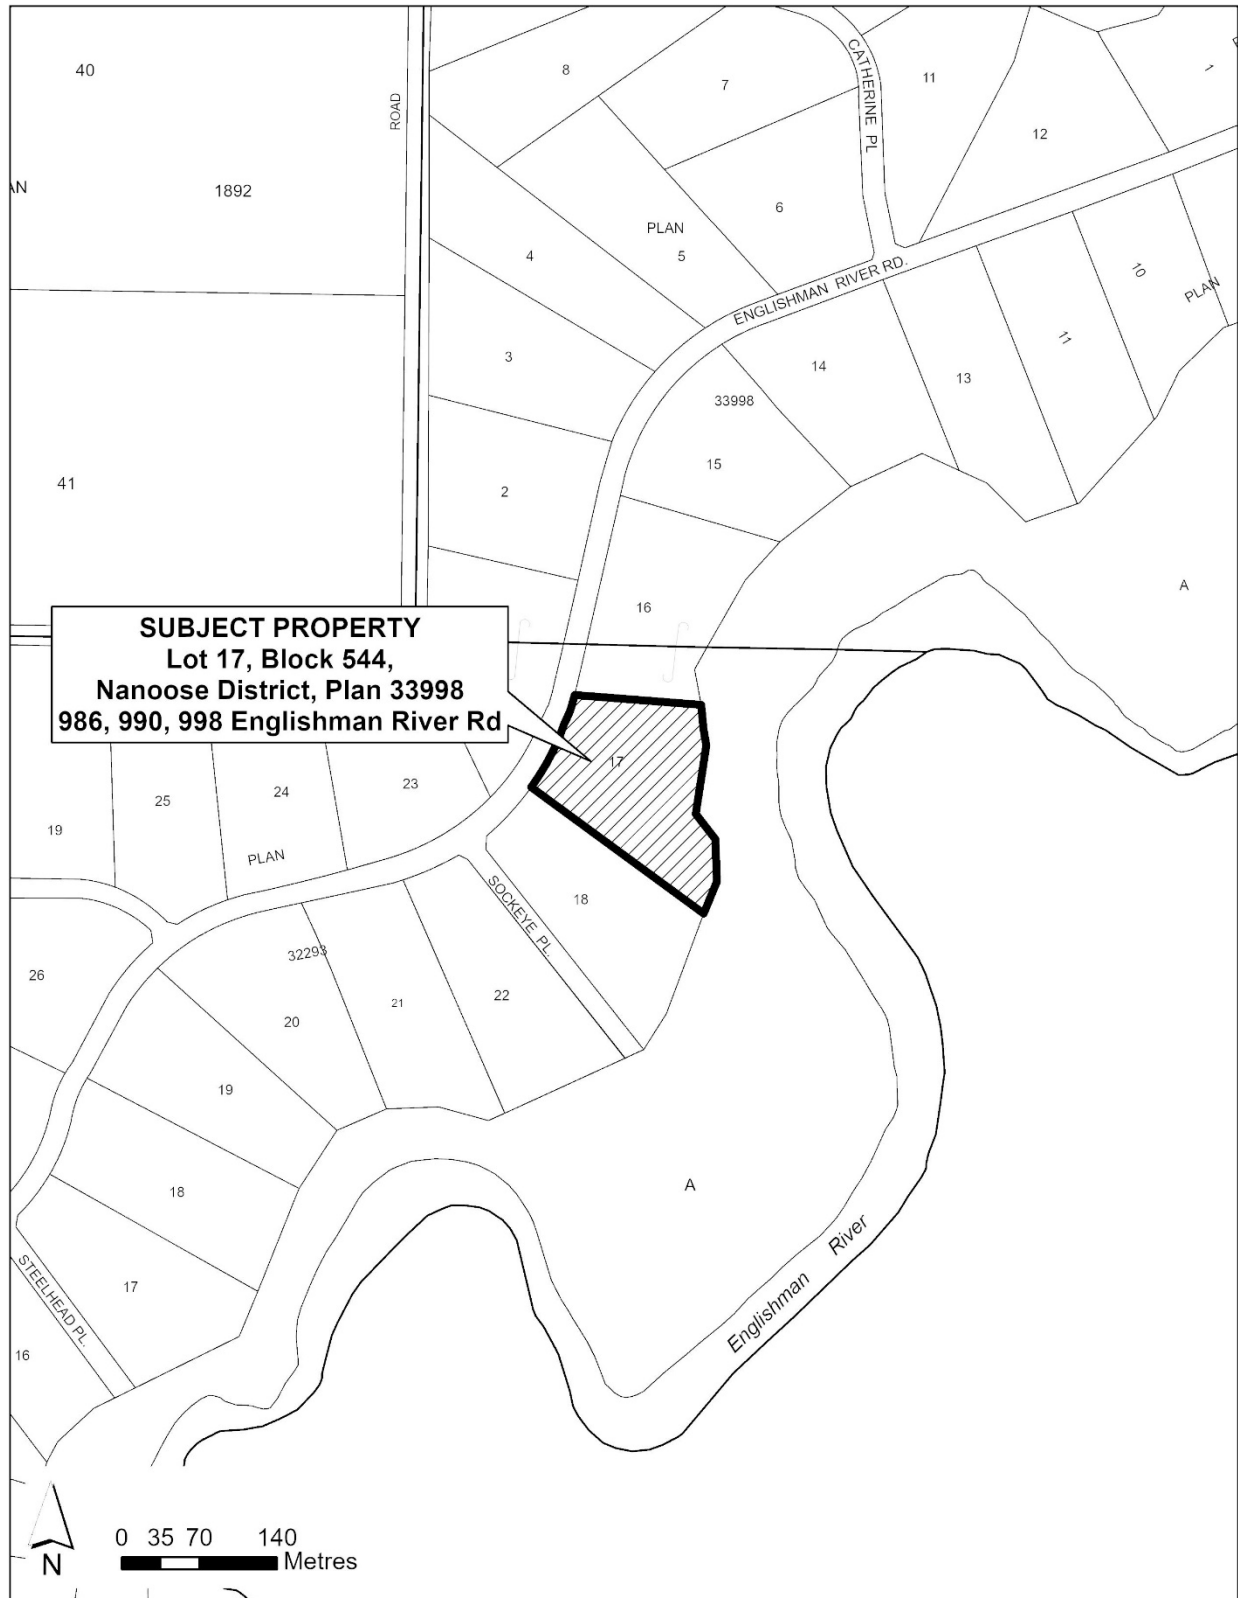 40
8
7
CATHERINE PL
11
1
ROAD
12
AN
1892
6
PLAN
5
4
ENGLISHMAN RIVER RD.
10
PLAN
3
14
13
11
33998
15
41
2
A
16
SUBJECT PROPERTY
Lot 17, Block 544,
Nanoose District, Plan 33998
986, 990, 998 Englishman River Rd
17
25
24
23
19
PLAN
SOCKEYE PL.
18
32293
26
21
22
20
19
A
18
Englishman River
17
STEELHEAD PL.
16
0 35 70 140
Metres
N